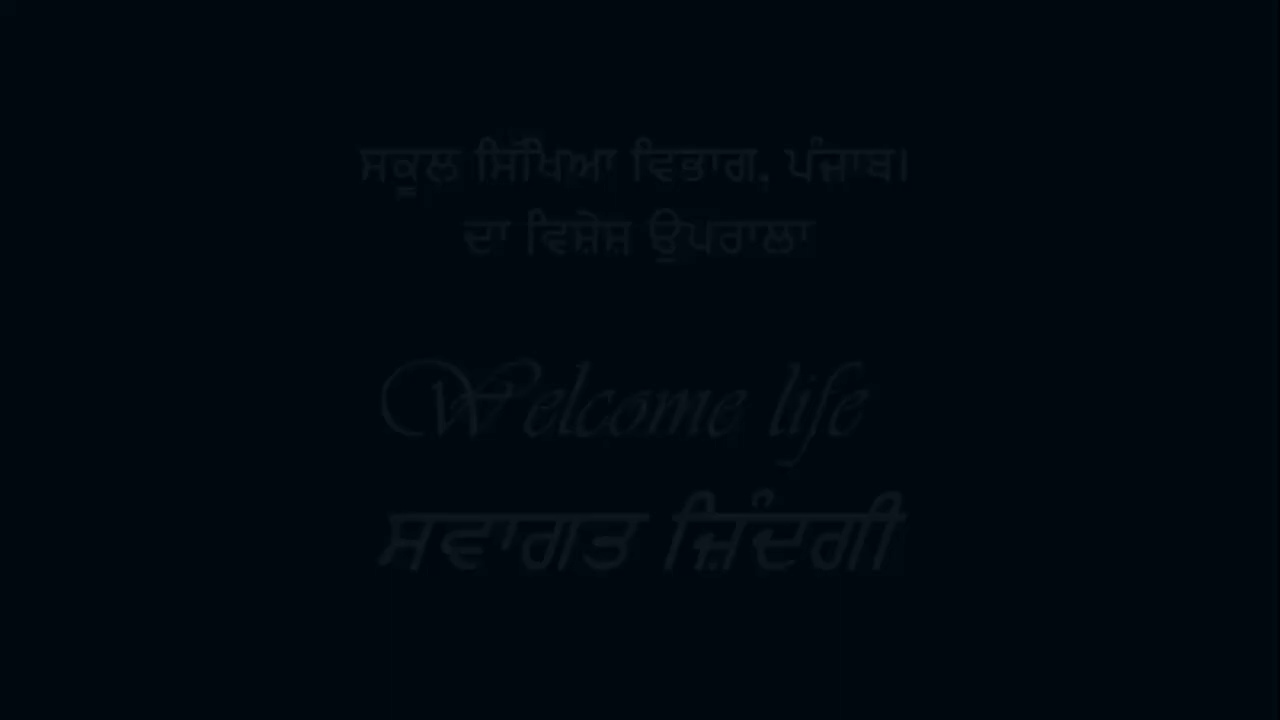 ਸਕੂਲ ਸਿੱਖਿਆ ਵਿਭਾਗ, ਪੰਜਾਬ।
ਦਾ ਵਿਸ਼ੇਸ਼ ਉਪਰਾਲਾ
Welcome life
ਸਵਾਗਤ ਜ਼ਿੰਦਗੀ